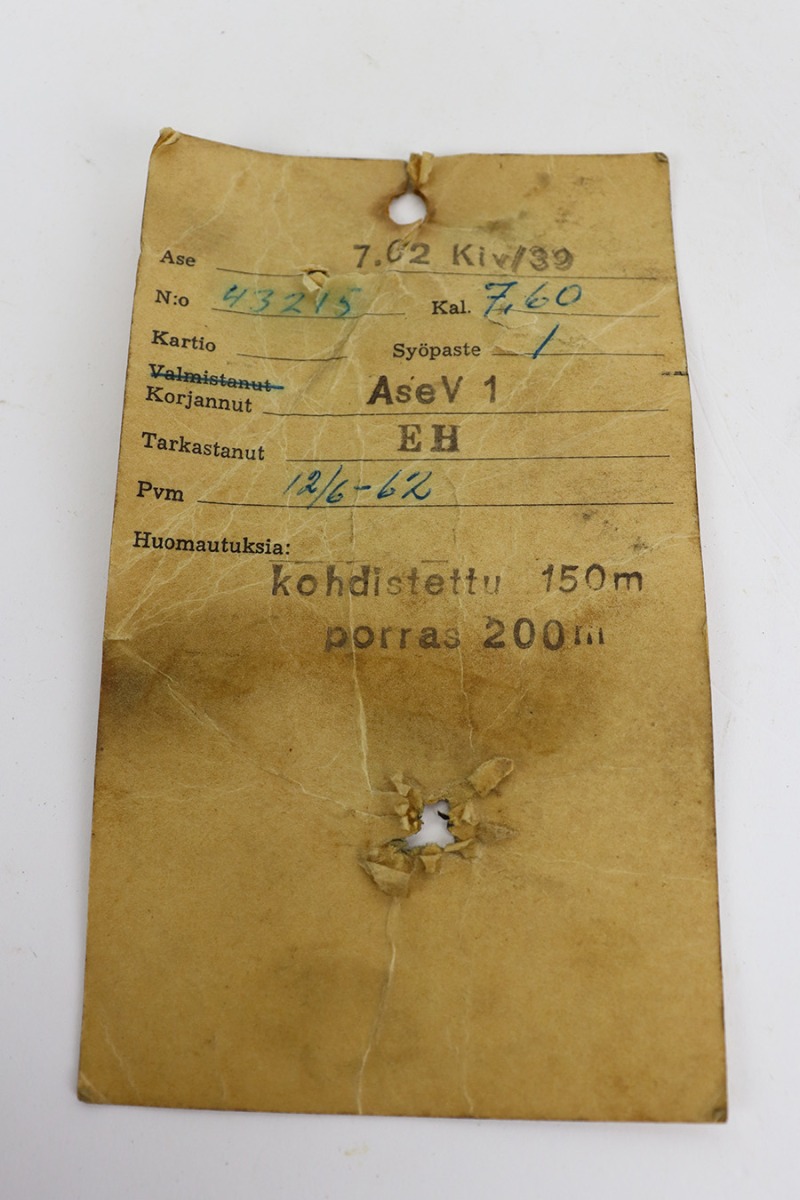 Ase 7.62 Kiv/39
N:o 43215 Kal. 7,60
Kartio Syöpaste 1
Valmistanut
Korjannut AseV 1
Tarkastanut EH
Pvm 12/6-62
Huomautuksia:
kohdistettu 150m
porras 200m